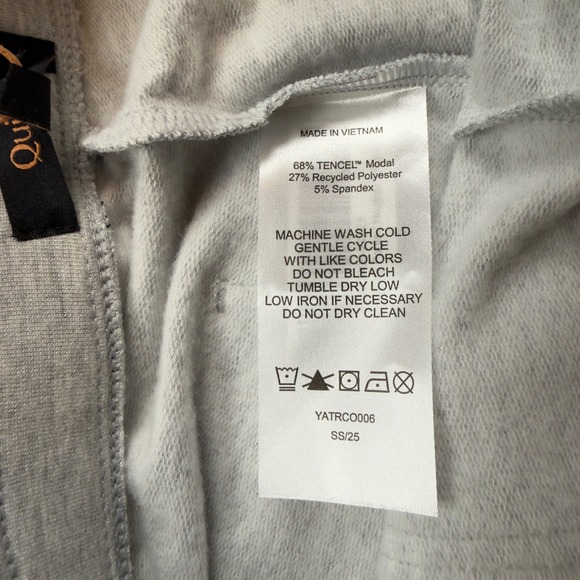 Qui
MADE IN VIETNAM
68% TENCEL™ Modal
27% Recycled Polyester
5% Spandex
MACHINE WASH COLD
GENTLE CYCLE
WITH LIKE COLORS
DO NOT BLEACH
TUMBLE DRY LOW
LOW IRON IF NECESSARY
DO NOT DRY CLEAN
YATRCO006
SS/25